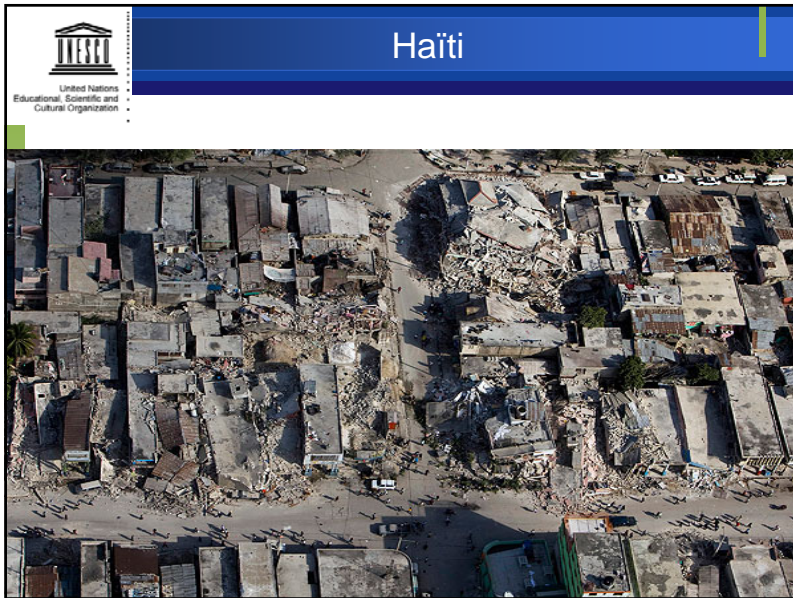 Haïti
UNESCO
United Nations
Educational, Scientific and
Cultural Organization